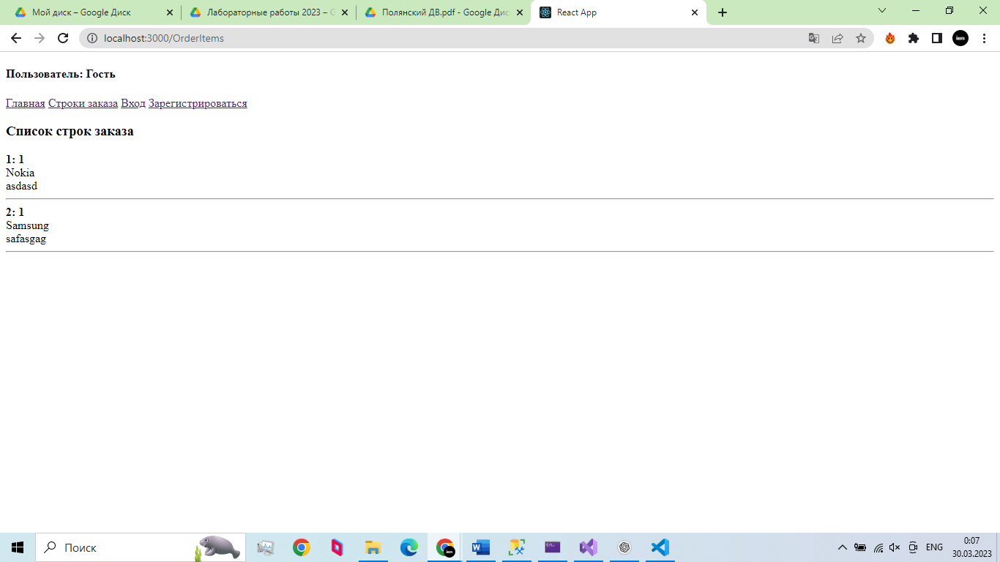 Мой диск – Google Диск
Лабораторные работы 2023 – G
Полянский ДВ.pdf - Google Дис
React App
localhost:3000/OrderItems
Пользователь: Гость
Главная Строки заказа Вход Зарегистрироваться
Список строк заказа
1: 1
Nokia
asdasd
2: 1
Samsung
safasgag
Поиск
ENG
0:07
30.03.2023